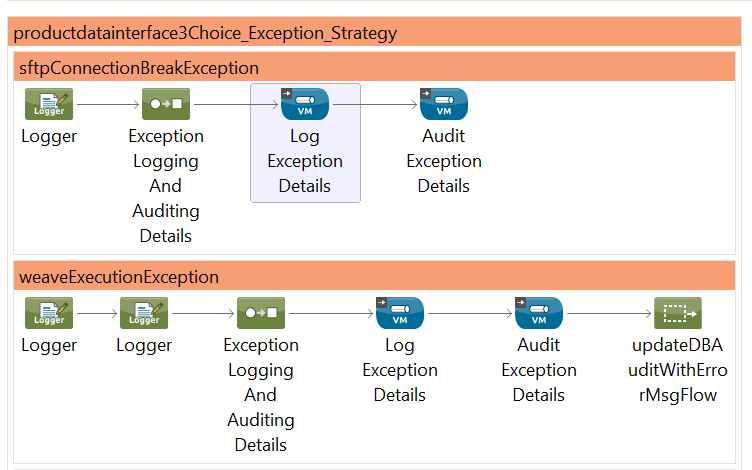 productdatainterface3Choice_Exception_Strategy
sftpConnectionBreakException
Logger
VM
VM
Logger
Exception
Logging
And
Auditing
Details
Log
Exception
Details
Audit
Exception
Details
weaveExecutionException
Logger
Logger
VM
VM
Logger
Logger
Exception
Logging
And
Auditing
Details
Log
Exception
Details
Audit
Exception
Details
updateDBA
uditWithErro
rMsgFlow